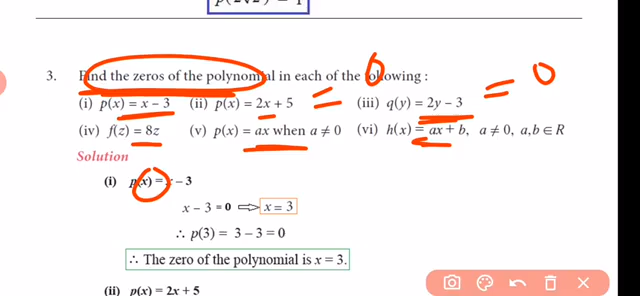 3. Find the zeros of the polynomial in each of the following :
(i) p(x) = x – 3 (ii) p(x) = 2x + 5 = 0 (iii) q(y) = 2y – 3 = 0
(iv) f(z) = 8z (v) p(x) = ax when a ≠ 0 (vi) h(x) = ax + b, a ≠ 0, a,b ∈ R
Solution
(i) p(x) = x – 3
x – 3 = 0 ⇨ x = 3
∴ p(3) = 3 – 3 = 0
∴ The zero of the polynomial is x = 3.
(ii) p(x) = 2x + 5